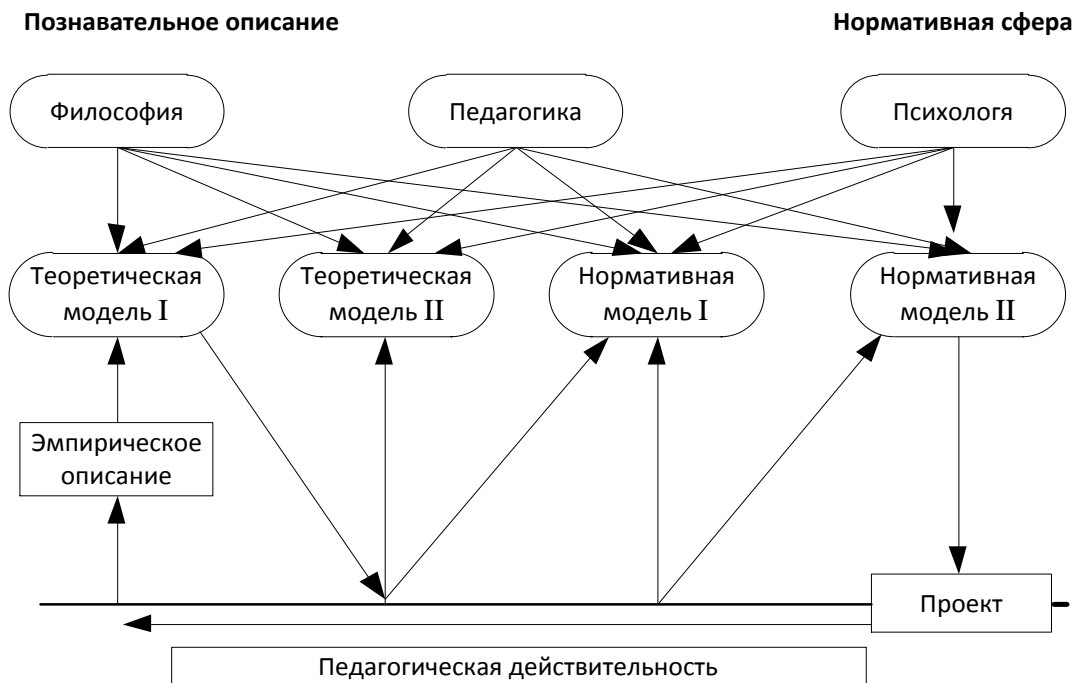 Познавательное описание
Нормативная сфера
Философия
Педагогика
Психологя
Теоретическая
модель I
Теоретическая
модель II
Нормативная
модель I
Нормативная
модель II
Эмпирическое
описание
Проект
Педагогическая действительность